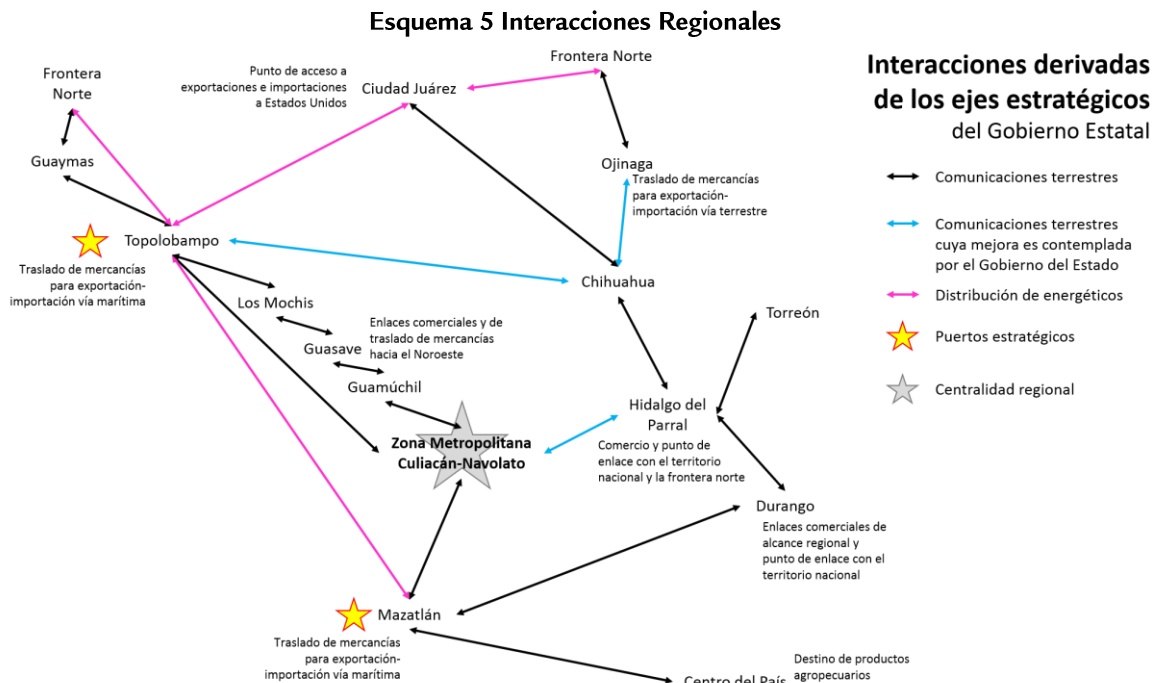 Esquema 5 Interacciones Regionales
Frontera Norte
Frontera
Norte
Punto de acceso a
exportaciones e importaciones
a Estados Unidos
Ciudad Juárez
Interacciones derivadas
de los ejes estratégicos
del Gobierno Estatal
Guaymas
Ojinaga
Traslado de mercancías
para exportación-
importación vía terrestre
Comunicaciones terrestres
Comunicaciones terrestres
cuya mejora es contemplada
por el Gobierno del Estado
Distribución de energéticos
Puertos estratégicos
Centralidad regional
Topolobampo
Traslado de mercancías
para exportación-
importación vía marítima
Chihuahua
Los Mochis
Torreón
Enlaces comerciales y de
traslado de mercancías
hacia el Noroeste
Guasave
Guamúchil
Hidalgo del
Parral
Comercio y punto de
enlace con el territorio
nacional y la frontera norte
Zona Metropolitana
Culiacán-Navolato
Durango
Enlaces comerciales de
alcance regional y
punto de enlace con el
territorio nacional
Mazatlán
Traslado de mercancías
para exportación-
importación vía marítima
Centro del País
Destino de productos
agropecuarios